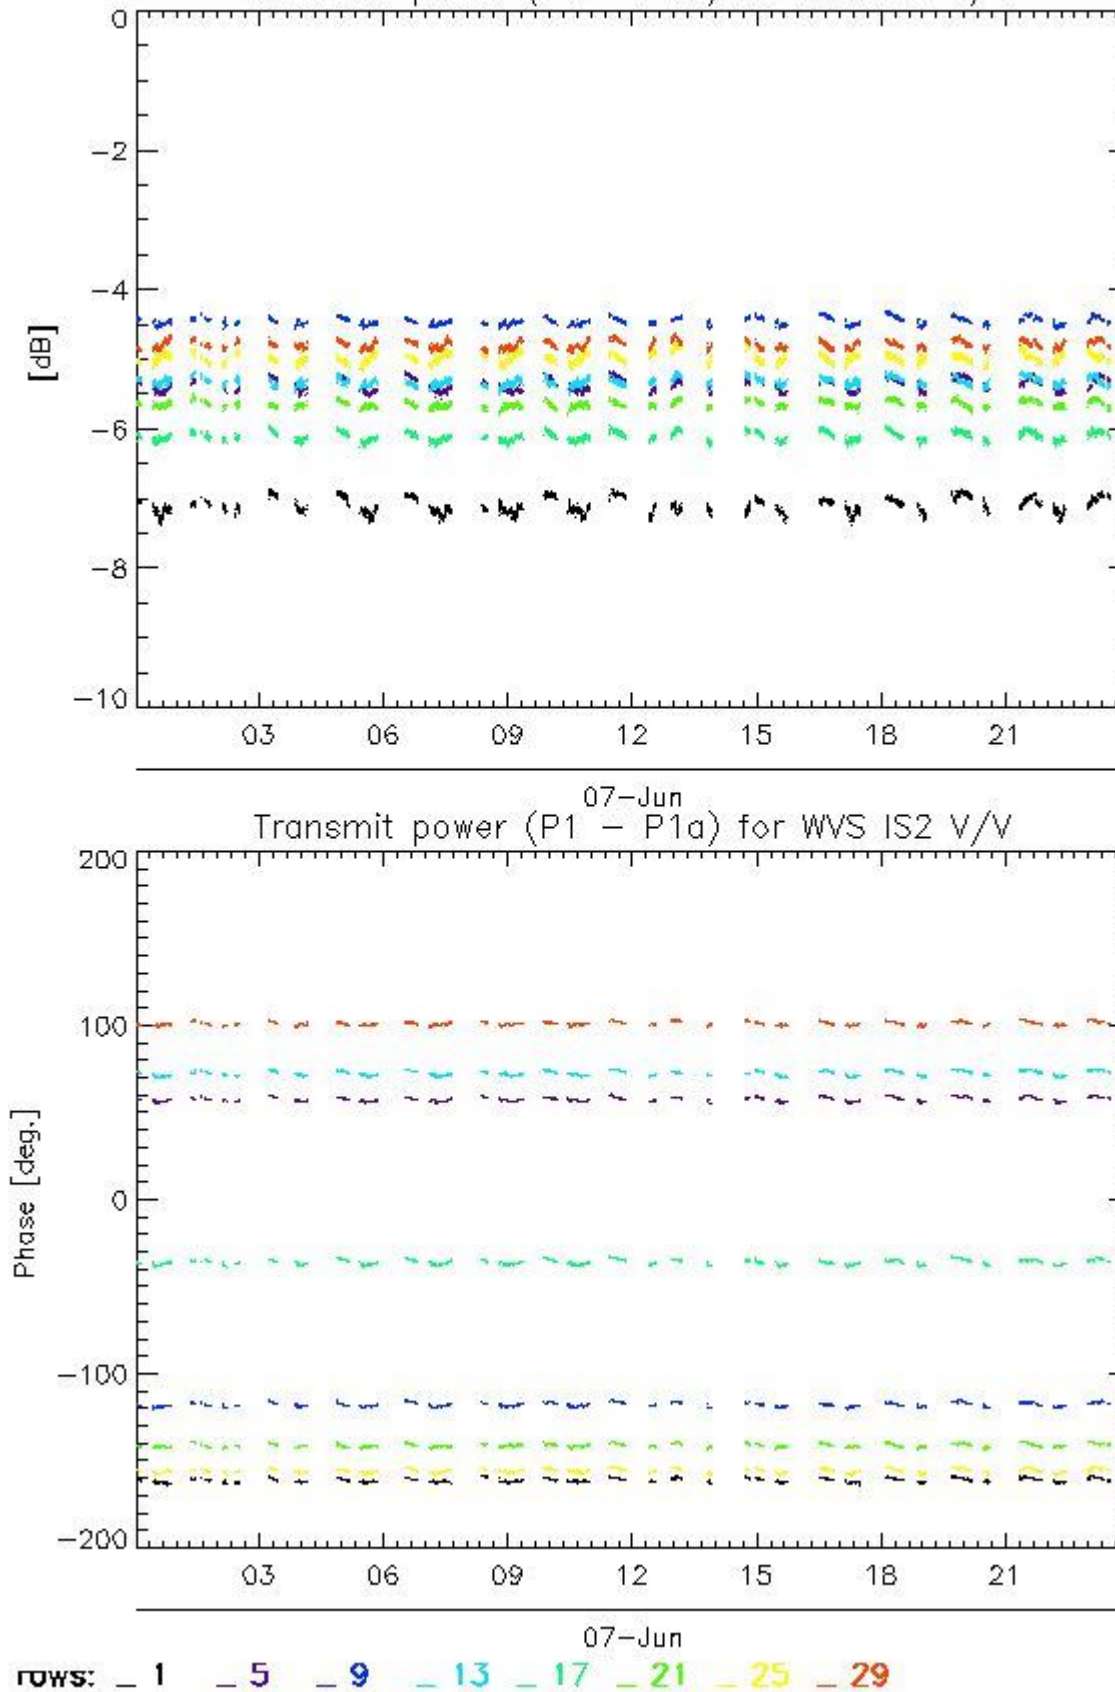 0
-2
-4
[dB]
-6
-8
-10
03 06 09 12 15 18 21
07-Jun
Transmit power (P1 - P1a) for WVS IS2 V/V
200
100
Phase [deg.]
0
-100
-200
03 06 09 12 15 18 21
07-Jun
rows: _ 1 _ 5 _ 9 _ 13 _ 17 _ 21 _ 25 _ 29